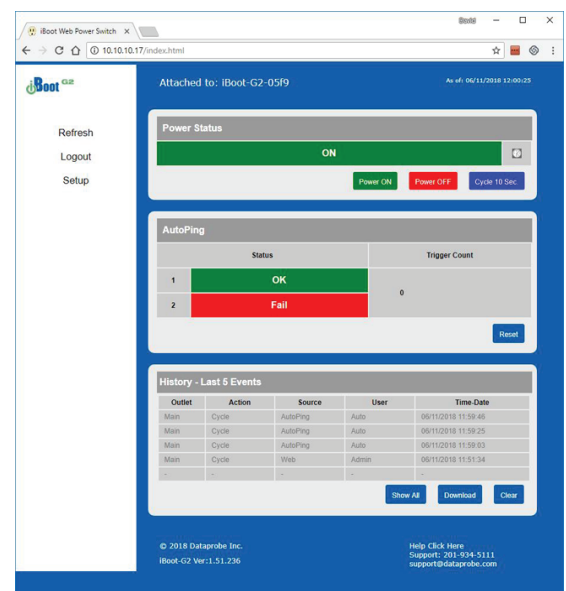 iBoot Web Power Switch
David
10.10.10.17/index.html
iBoot G2
Attached to: iBoot-G2-05f9
As of: 06/11/2018 12:00:25
Refresh
Logout
Setup
Power Status
ON
Power ON Power OFF Cycle 10 Sec
AutoPing
Status Trigger Count
1 OK
0
2 Fail
Reset
History - Last 5 Events
Outlet Action Source User Time-Date
Main Cycle AutoPing Auto 06/11/2018 11:59:46
Main Cycle AutoPing Auto 06/11/2018 11:59:25
Main Cycle AutoPing Auto 06/11/2018 11:59:03
Main Cycle Web Admin 06/11/2018 11:51:34
- - - - -
Show All Download Clear
© 2018 Dataprobe Inc.
iBoot-G2 Ver:1.51.236
Help Click Here
Support: 201-934-5111
support@dataprobe.com